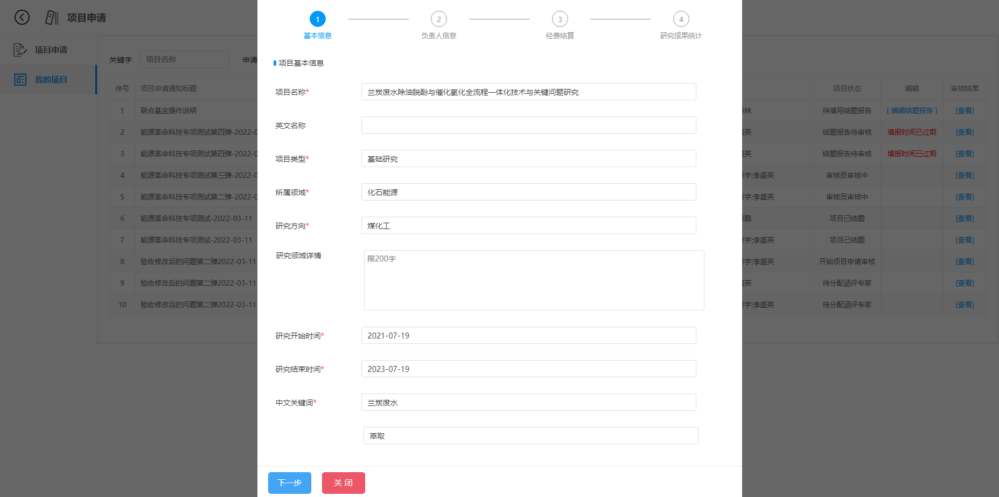 项目申请
项目申请
我的项目
关键字 项目名称 申请
序号 项目申请通知标题 项目状态 编辑 审核结果
1 联合基金操作说明 林 待填写结题报告 [ 编辑结题报告 ] [查看]
2 能源革命科技专项测试第四弹-2022-0 英 结题报告待审核 填报时间已过期 [查看]
3 能源革命科技专项测试第四弹-2022-0 英 结题报告待审核 填报时间已过期 [查看]
4 能源革命科技专项测试第三弹-2022-0 宇;李盛英 审核员审核中 [查看]
5 能源革命科技专项测试第二弹-2022-0 宇;李盛英 审核员审核中 [查看]
6 能源革命科技专项测试-2022-03-11 鹏 项目已结题 [查看]
7 能源革命科技专项测试-2022-03-11 宇;李盛英 项目已结题 [查看]
8 验收修改后的问题第二弹2022-03-11 宇;李盛英 开始项目申请审核 [查看]
9 验收修改后的问题第二弹2022-03-11 英 待分配函评专家 [查看]
10 验收修改后的问题第二弹2022-03-11 宇;李盛英 待分配函评专家 [查看]
1 2 3 4
基本信息 负责人信息 经费结算 研究成果统计
项目基本信息
项目名称* 兰炭废水除油脱酚与催化氧化全流程一体化技术与关键问题研究
英文名称
项目类型* 基础研究
所属领域* 化石能源
研究方向* 煤化工
研究领域详情 限200字
研究开始时间* 2021-07-19
研究结束时间* 2023-07-19
中文关键词* 兰炭废水
萃取
下一步 关 闭